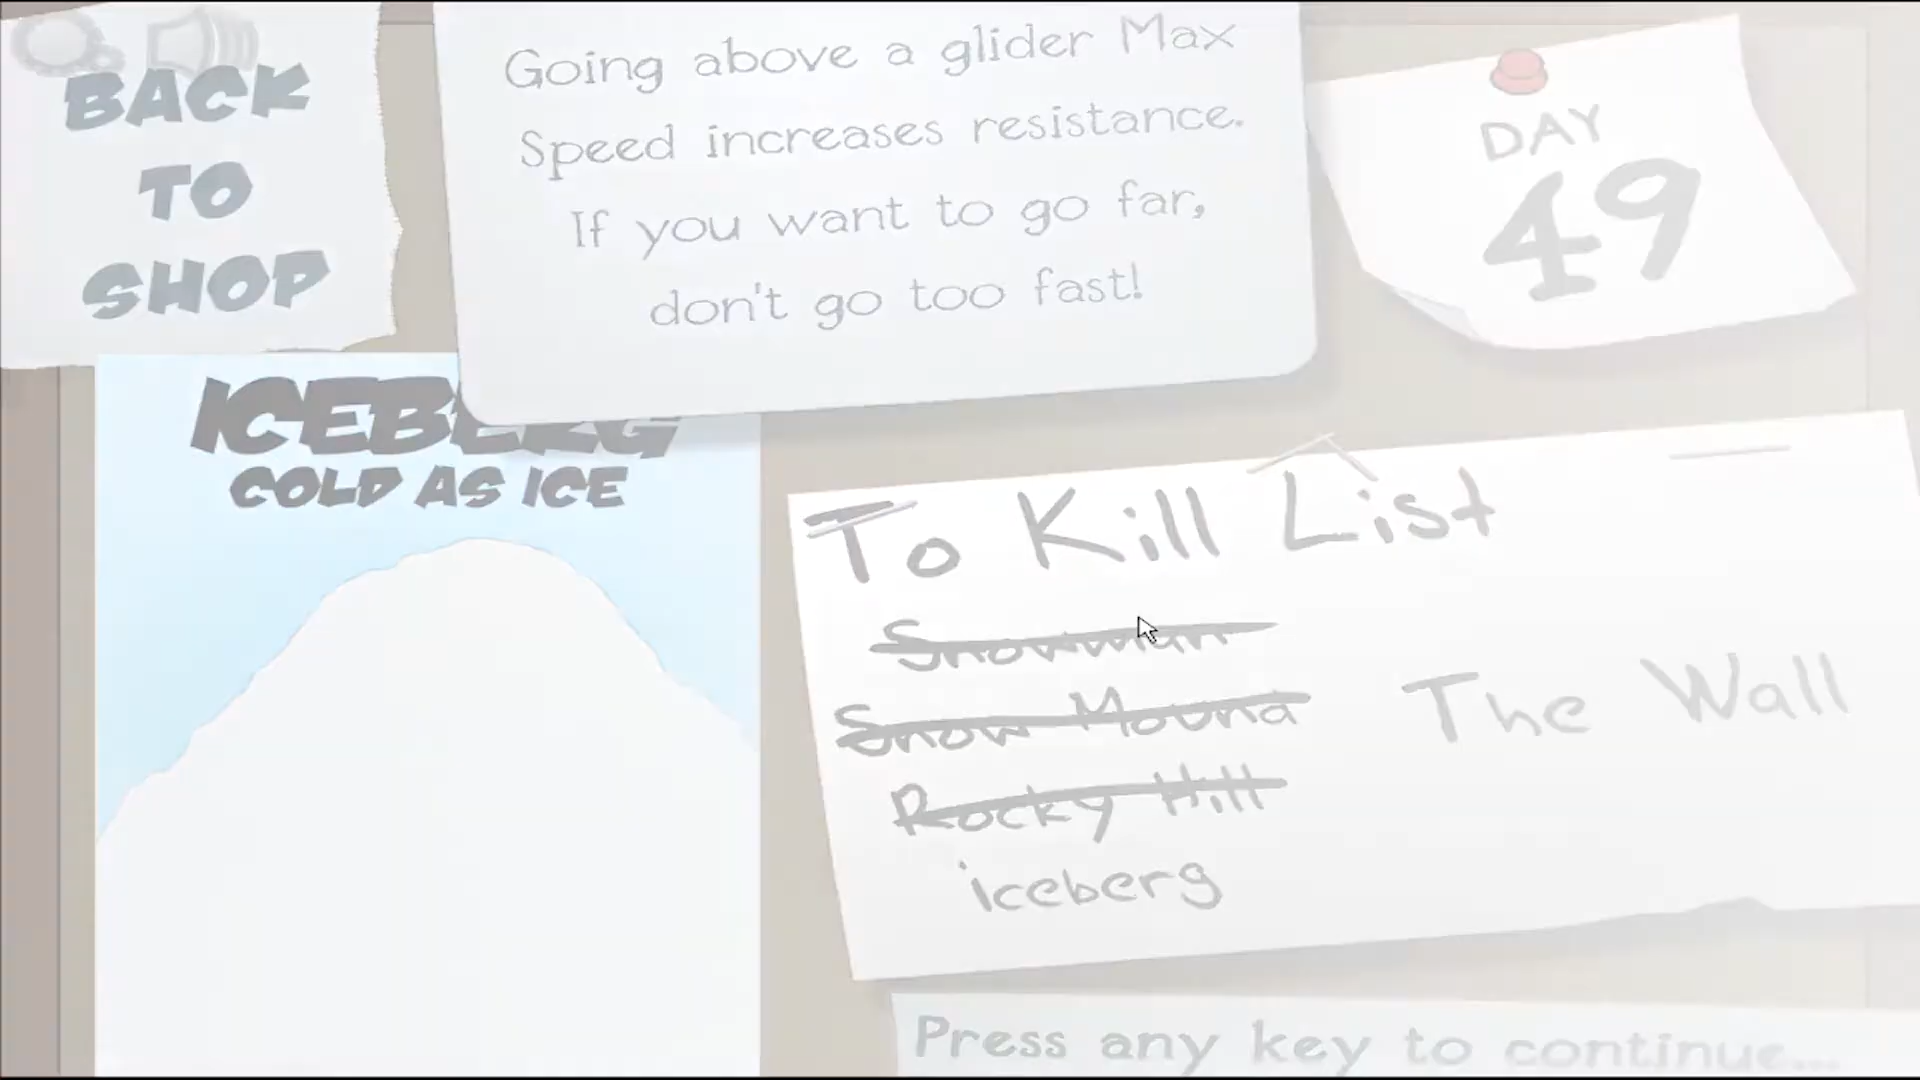 BACK
TO
SHOP
Going above a glider Max
Speed increases resistance.
If you want to go far,
don't go too fast!
DAY
49
ICEBERG
COLD AS ICE
To Kill List
Snowman
Snow Mound
Rocky Hill
iceberg
The Wall
Press any key to continue...